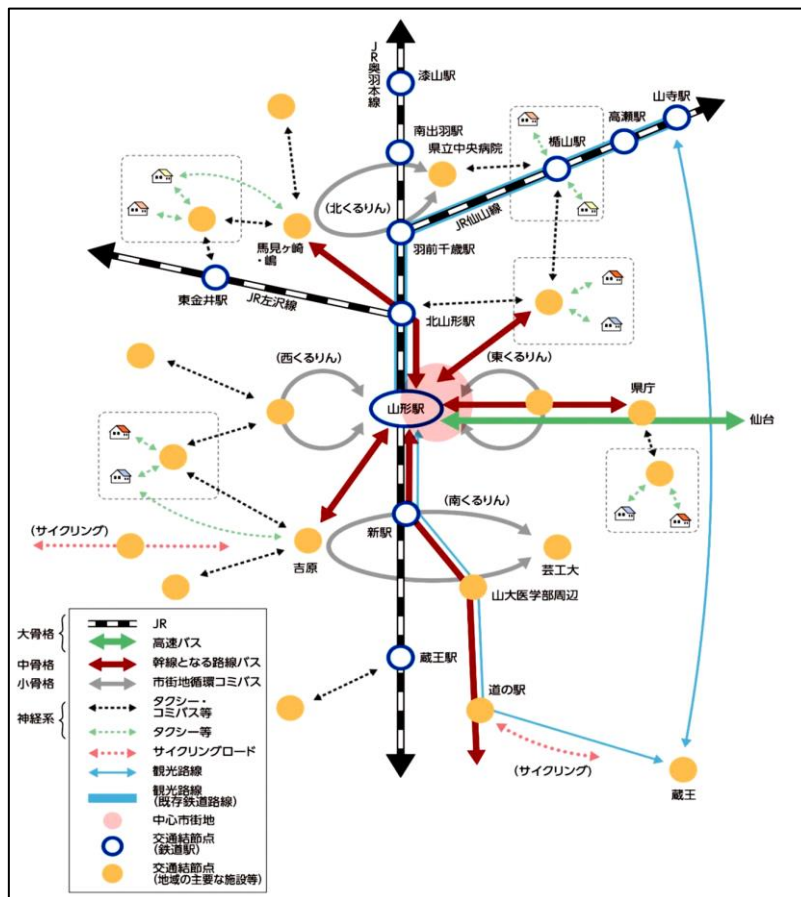 JR奥羽本線
漆山駅
山寺駅
高瀬駅
南出羽駅
県立中央病院
楯山駅
(北くるりん)
JR仙山線
馬見ヶ崎
・嶋
羽前千歳駅
東金井駅
JR左沢線
北山形駅
(西くるりん)
(東くるりん)
県庁
山形駅
仙台
(南くるりん)
(サイクリング)
新駅
吉原
芸工大
山大医学部周辺
蔵王駅
道の駅
(サイクリング)
蔵王
大骨格
JR
高速バス
中骨格
幹線となる路線バス
小骨格
市街地循環コミバス
神経系
タクシー・
コミバス等
タクシー等
サイクリングロード
観光路線
観光路線
(既存鉄道路線)
中心市街地
交通結節点
(鉄道駅)
交通結節点
(地域の主要な施設等)